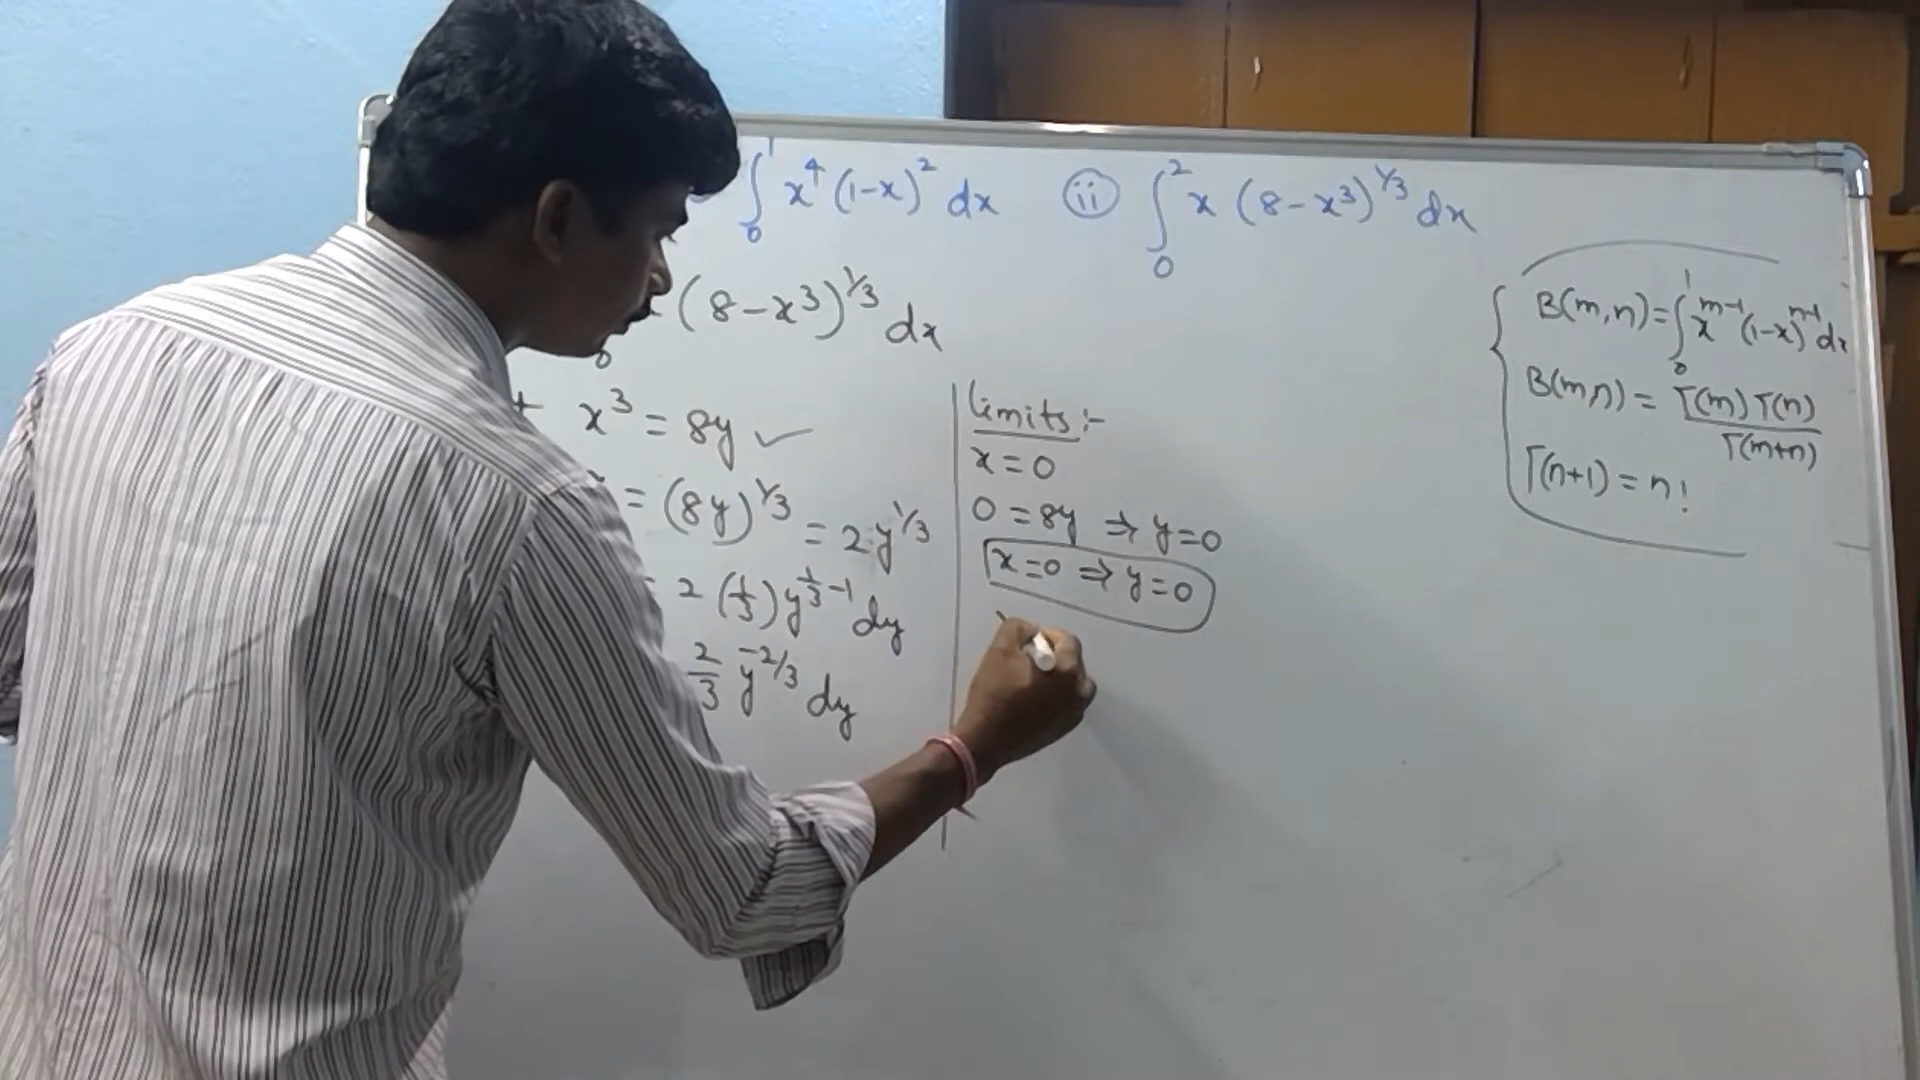 ∫₀¹ x⁴ (1-x)² dx  (ii) ∫₀² x (8-x³)^1/3 dx
(8-x³)^1/3 dx
0
x³ = 8y ✓
= (8y)^1/3 = 2·y^1/3
2 (1/3) y^(1/3-1) dy
2/3 y^-2/3 dy
Limits:-
x=0
0 = 8y ⇒ y=0
x=0 ⇒ y=0
B(m,n) = ∫₀¹ x^m-1 (1-x)^n-1 dx
B(m,n) = Γ(m) Γ(n) / Γ(m+n)
Γ(n+1) = n!